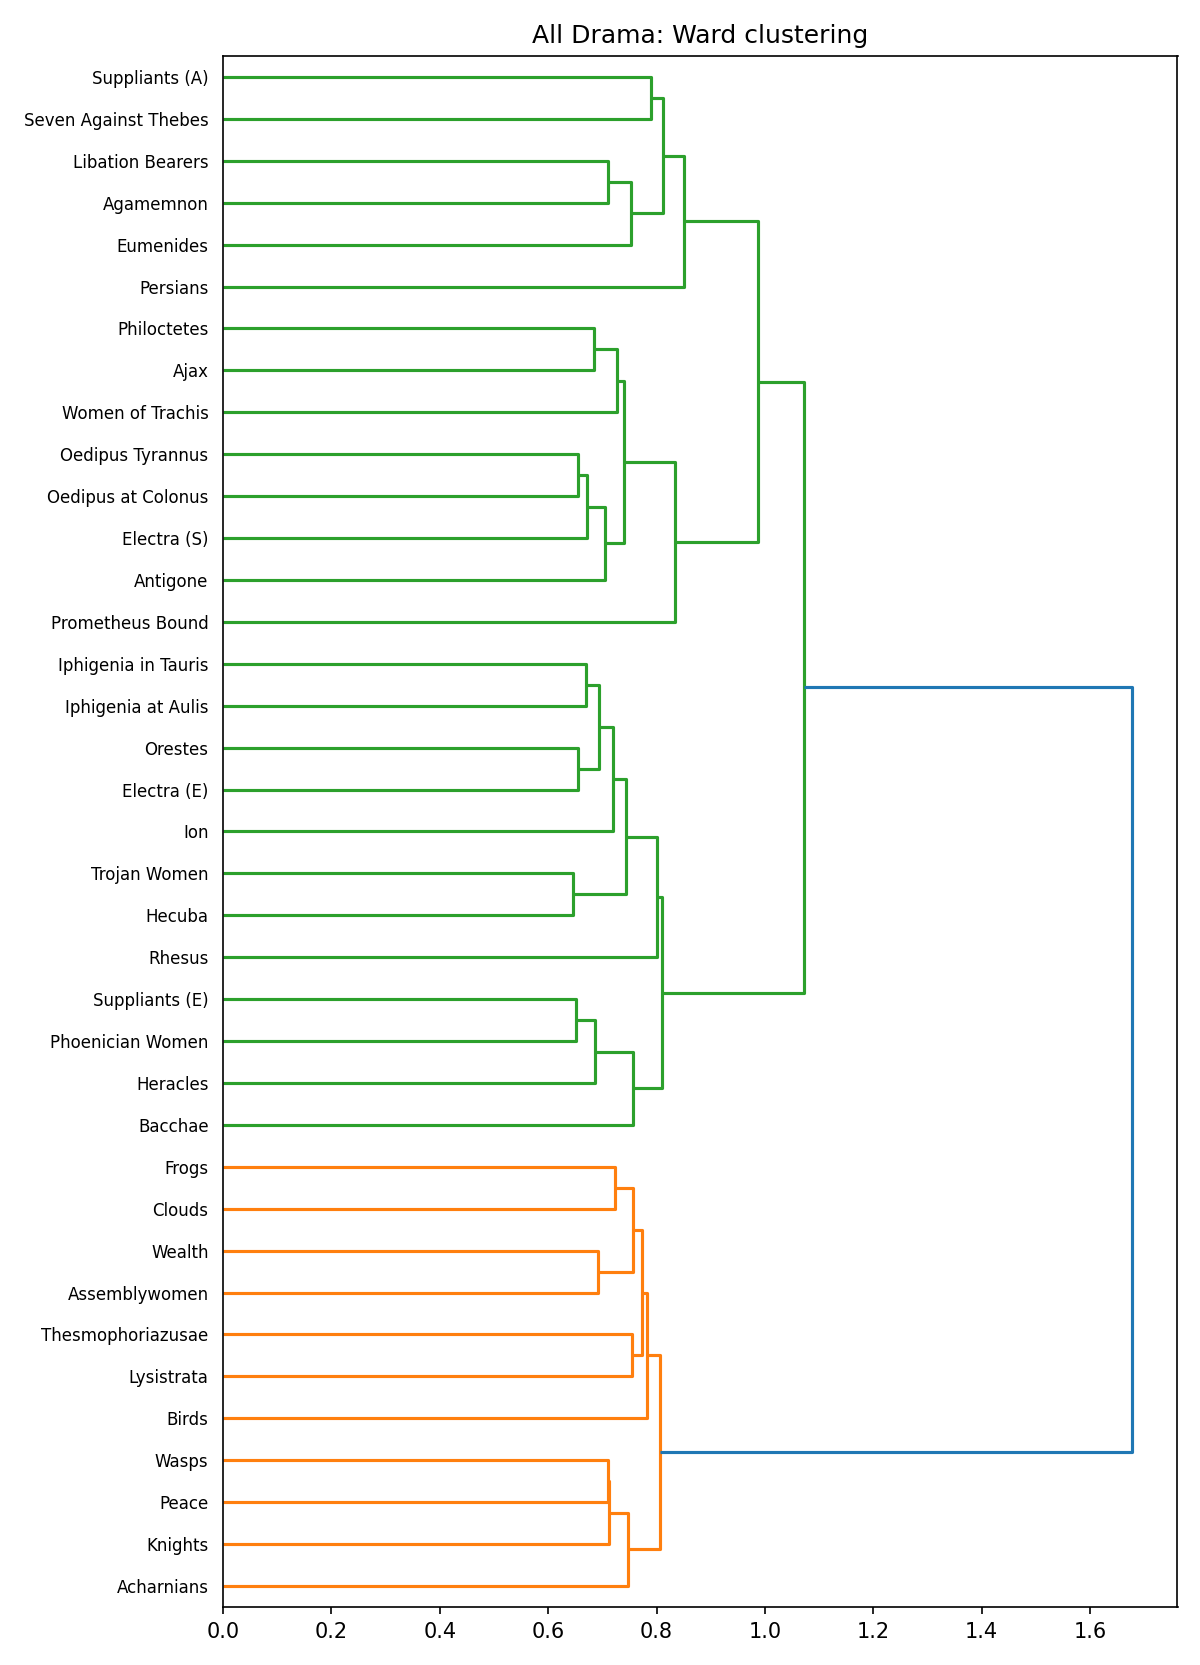 All Drama: Ward clustering
Suppliants (A)
Seven Against Thebes
Libation Bearers
Agamemnon
Eumenides
Persians
Philoctetes
Ajax
Women of Trachis
Oedipus Tyrannus
Oedipus at Colonus
Electra (S)
Antigone
Prometheus Bound
Iphigenia in Tauris
Iphigenia at Aulis
Orestes
Electra (E)
Ion
Trojan Women
Hecuba
Rhesus
Suppliants (E)
Phoenician Women
Heracles
Bacchae
Frogs
Clouds
Wealth
Assemblywomen
Thesmophoriazusae
Lysistrata
Birds
Wasps
Peace
Knights
Acharnians
0.0 0.2 0.4 0.6 0.8 1.0 1.2 1.4 1.6